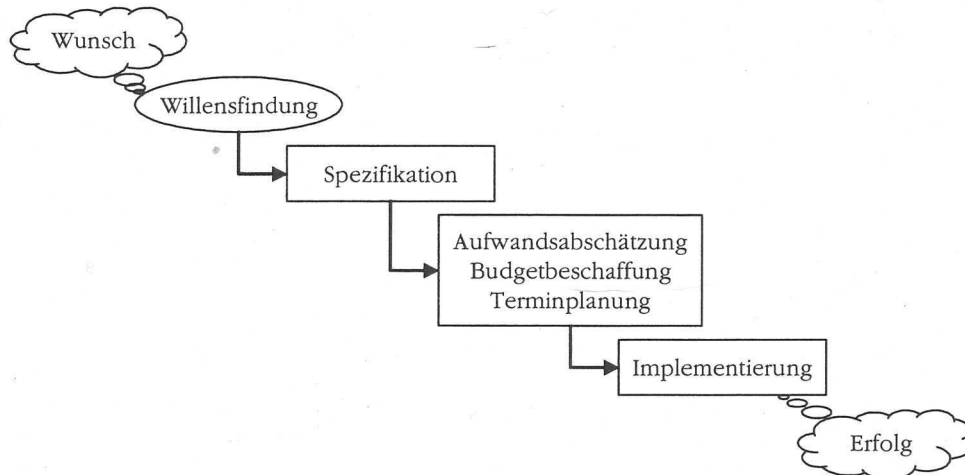 Wunsch
Willensfindung
Spezifikation
Aufwandsabschätzung
Budgetbeschaffung
Terminplanung
Implementierung
Erfolg